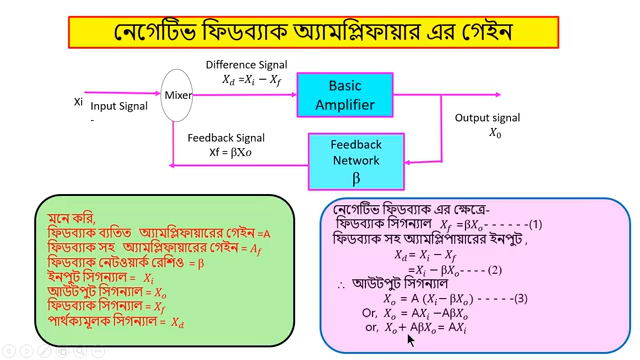 নেগেটিভ ফিডব্যাক অ্যামপ্লিফায়ার এর গেইন
Difference Signal
X𝑑 =X𝑖 − X𝑓
Xi
Input Signal
-
Mixer
Basic
Amplifier
Output signal
X₀
Feedback Signal
Xf = βXo
Feedback
Network
β
মনে করি,
ফিডব্যাক ব্যতিত অ্যামপ্লিফায়ারের গেইন =A
ফিডব্যাক সহ অ্যামপ্লিফায়ারের গেইন = A𝑓
ফিডব্যাক নেটওয়ার্ক রেশিও = β
ইনপুট সিগন্যাল = X𝑖
আউটপুট সিগন্যাল = X𝑜
ফিডব্যাক সিগন্যাল = X𝑓
পার্থক্যমূলক সিগন্যাল = X𝑑
নেগেটিভ ফিডব্যাক এর ক্ষেত্রে-
ফিডব্যাক সিগন্যাল X𝑓 =βX𝑜- - - - - -(1)
ফিডব্যাক সহ অ্যামপ্লিপায়ারের ইনপুট ,
X𝑑= X𝑖 − X𝑓
=X𝑖 − βX𝑜---- (2)
∴ আউটপুট সিগন্যাল
X𝑜 = A (X𝑖− βX𝑜) - - - - -(3)
Or, X𝑜 = AX𝑖 −AβX𝑜
or, X𝑜+ AβX𝑜= AX𝑖